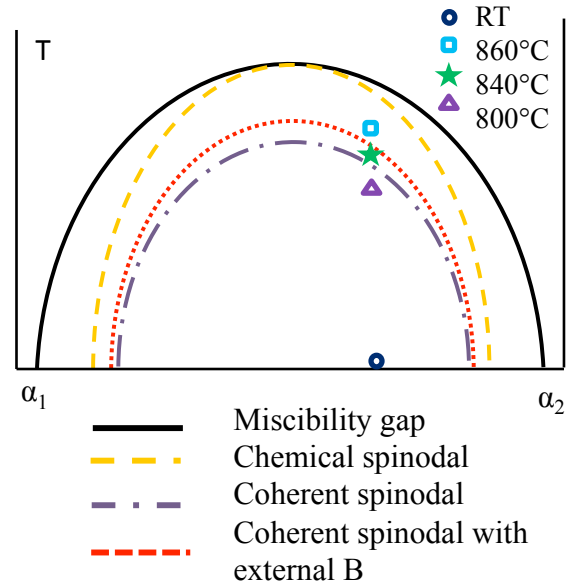 T
RT
860°C
840°C
800°C
α₁
α₂
Miscibility gap
Chemical spinodal
Coherent spinodal
Coherent spinodal with
external B